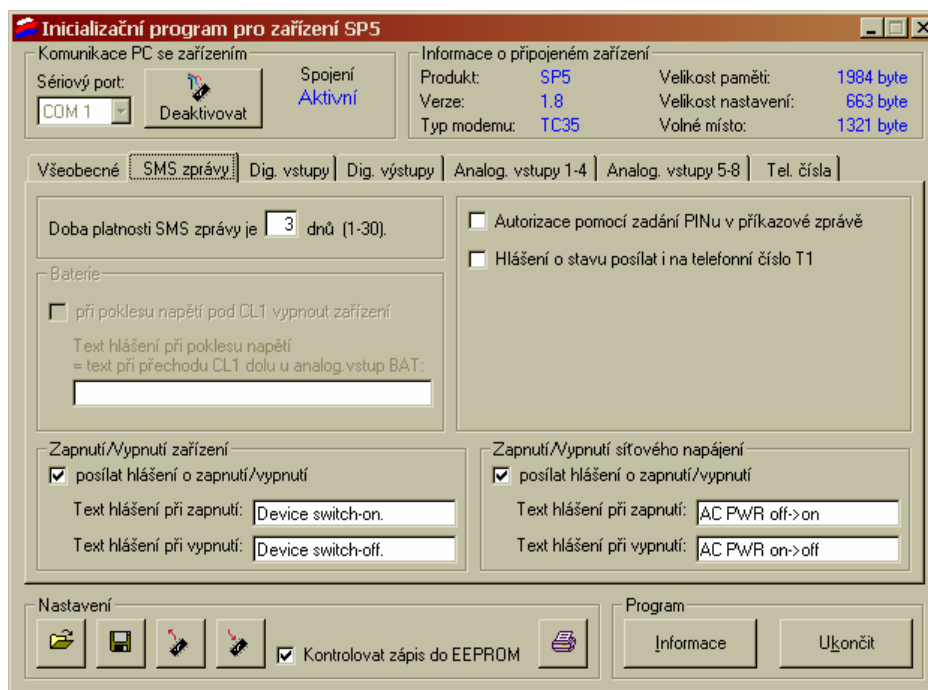 Inicializační program pro zařízení SP5
Komunikace PC se zařízením
Sériový port:
COM 1
Deaktivovat
Spojení
Aktivní
Informace o připojeném zařízení
Produkt: SP5 Velikost paměti: 1984 byte
Verze: 1.8 Velikost nastavení: 663 byte
Typ modemu: TC35 Volné místo: 1321 byte
Všeobecné SMS zprávy Dig. vstupy Dig. výstupy Analog. vstupy 1-4 Analog. vstupy 5-8 Tel. čísla
Doba platnosti SMS zprávy je 3 dnů (1-30).
Baterie
při poklesu napětí pod CL1 vypnout zařízení
Text hlášení při poklesu napětí
= text při přechodu CL1 dolu u analog.vstup BAT:
Autorizace pomocí zadání PINu v příkazové zprávě
Hlášení o stavu posílat i na telefonní číslo T1
Zapnutí/Vypnutí zařízení
posílat hlášení o zapnutí/vypnutí
Text hlášení při zapnutí: Device switch-on.
Text hlášení při vypnutí: Device switch-off.
Zapnutí/Vypnutí síťového napájení
posílat hlášení o zapnutí/vypnutí
Text hlášení při zapnutí: AC PWR off->on
Text hlášení při vypnutí: AC PWR on->off
Nastavení
Kontrolovat zápis do EEPROM
Program
Informace
Ukončit